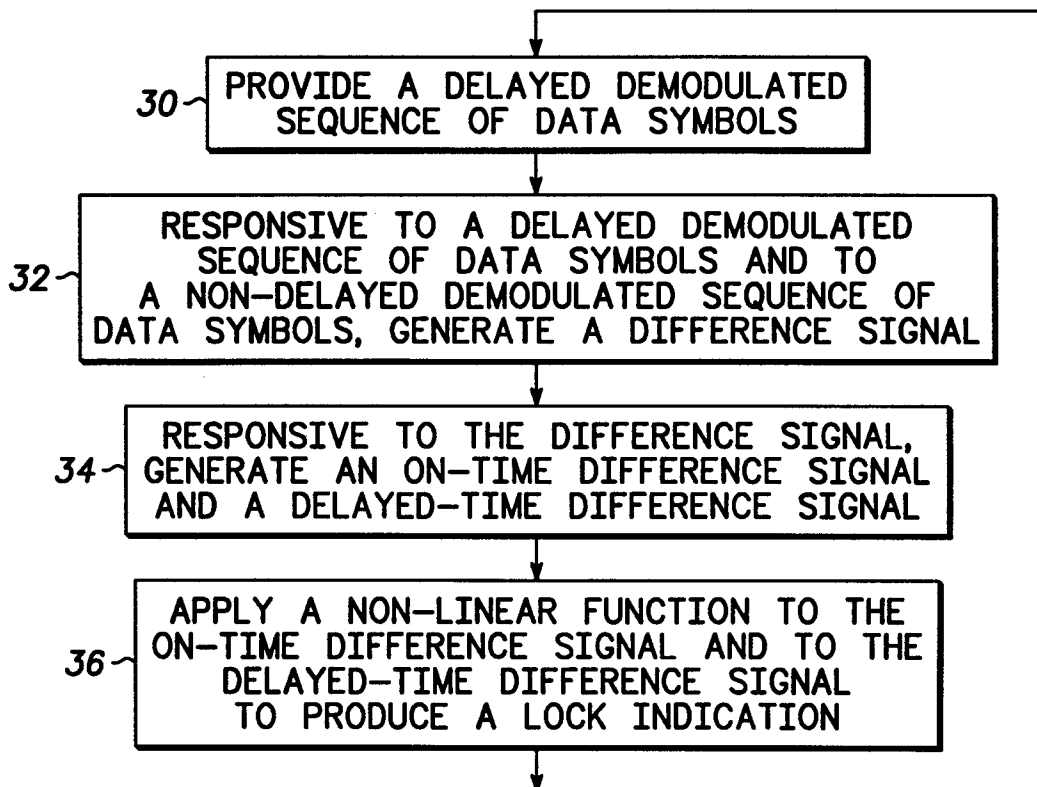 30
PROVIDE A DELAYED DEMODULATED
SEQUENCE OF DATA SYMBOLS
32
RESPONSIVE TO A DELAYED DEMODULATED
SEQUENCE OF DATA SYMBOLS AND TO
A NON-DELAYED DEMODULATED SEQUENCE OF
DATA SYMBOLS, GENERATE A DIFFERENCE SIGNAL
34
RESPONSIVE TO THE DIFFERENCE SIGNAL,
GENERATE AN ON-TIME DIFFERENCE SIGNAL
AND A DELAYED-TIME DIFFERENCE SIGNAL
36
APPLY A NON-LINEAR FUNCTION TO THE
ON-TIME DIFFERENCE SIGNAL AND TO THE
DELAYED-TIME DIFFERENCE SIGNAL
TO PRODUCE A LOCK INDICATION